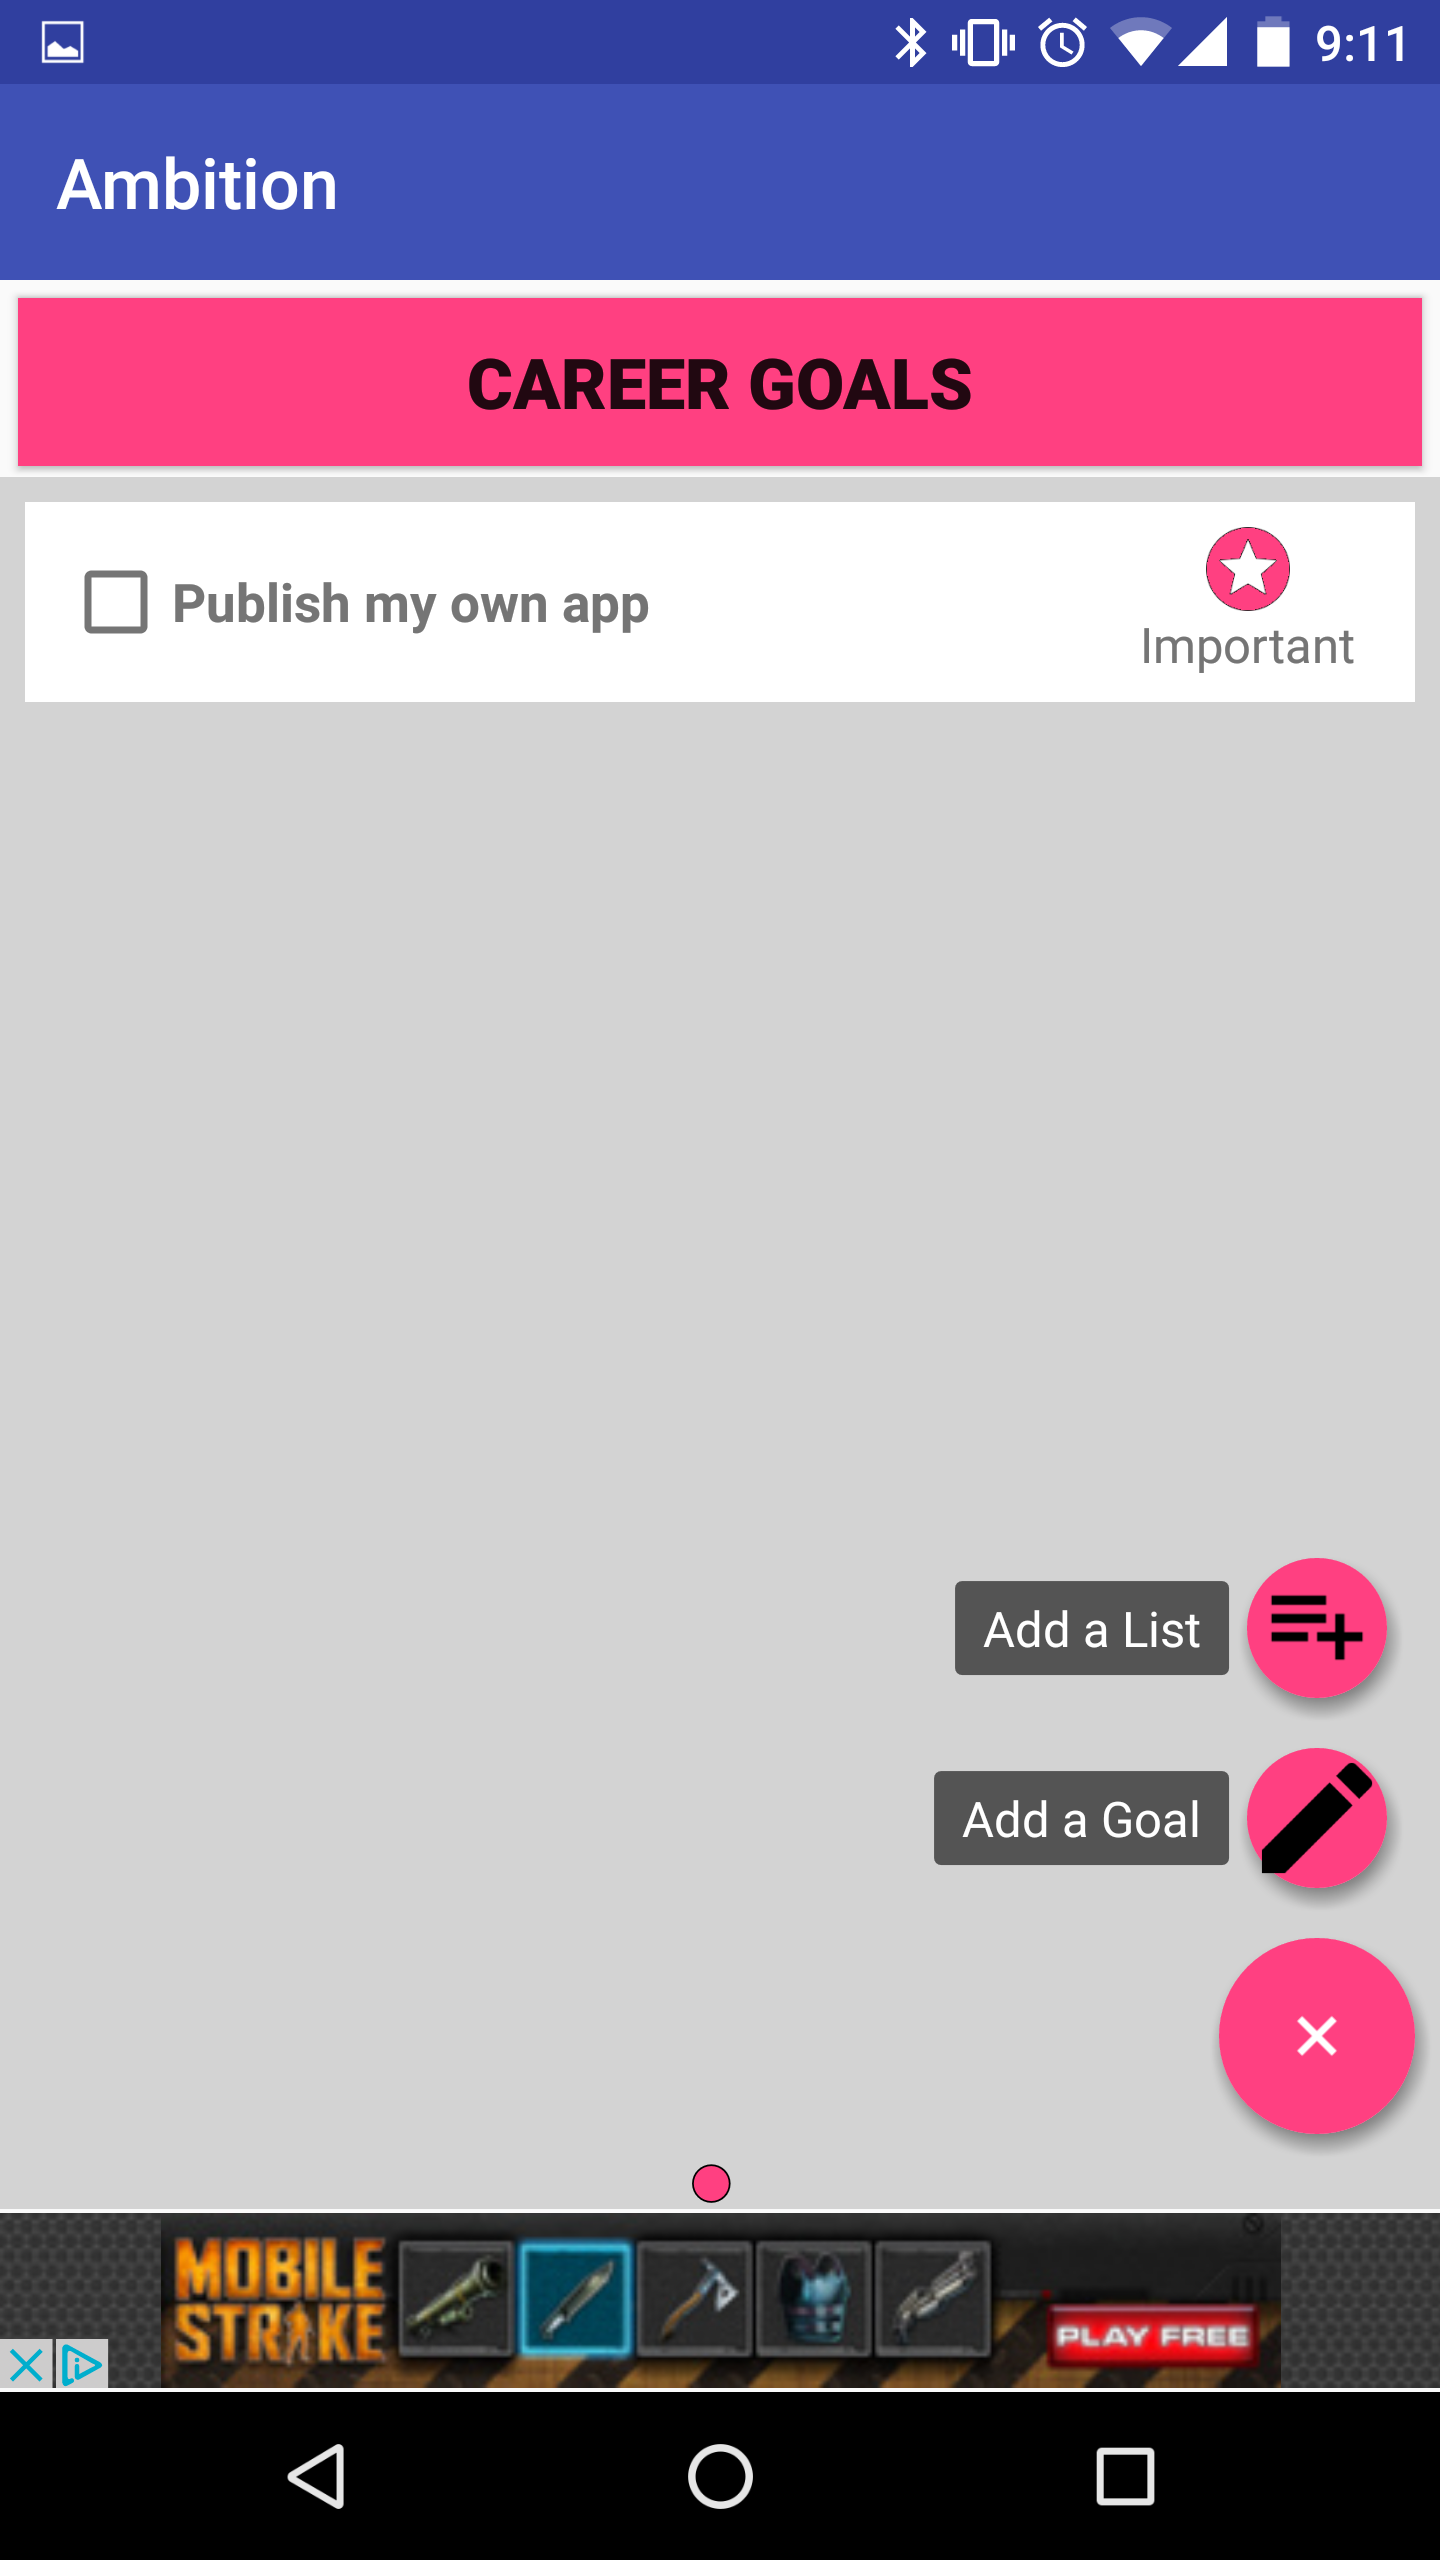 9:11
Ambition
CAREER GOALS
Publish my own app
Important
Add a List
Add a Goal
MOBILE
STRIKE
PLAY FREE